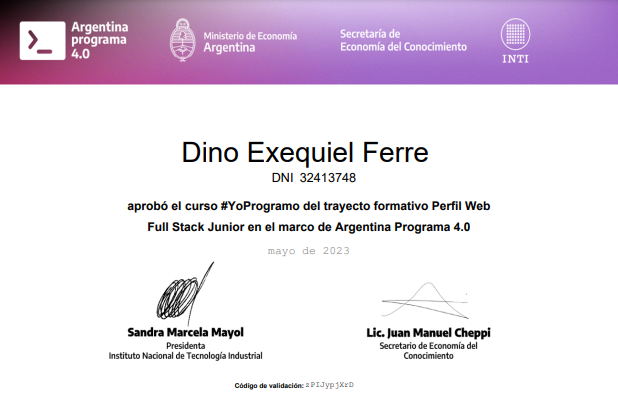 Argentina
programa
4.0
Ministerio de Economía
Argentina
Secretaría de
Economía del Conocimiento
INTI
Dino Exequiel Ferre
DNI 32413748
aprobó el curso #YoProgramo del trayecto formativo Perfil Web
Full Stack Junior en el marco de Argentina Programa 4.0
mayo de 2023
Sandra Marcela Mayol
Presidenta
Instituto Nacional de Tecnología Industrial
Lic. Juan Manuel Cheppi
Secretario de Economía del
Conocimiento
Código de validación: zPIJypjXrD